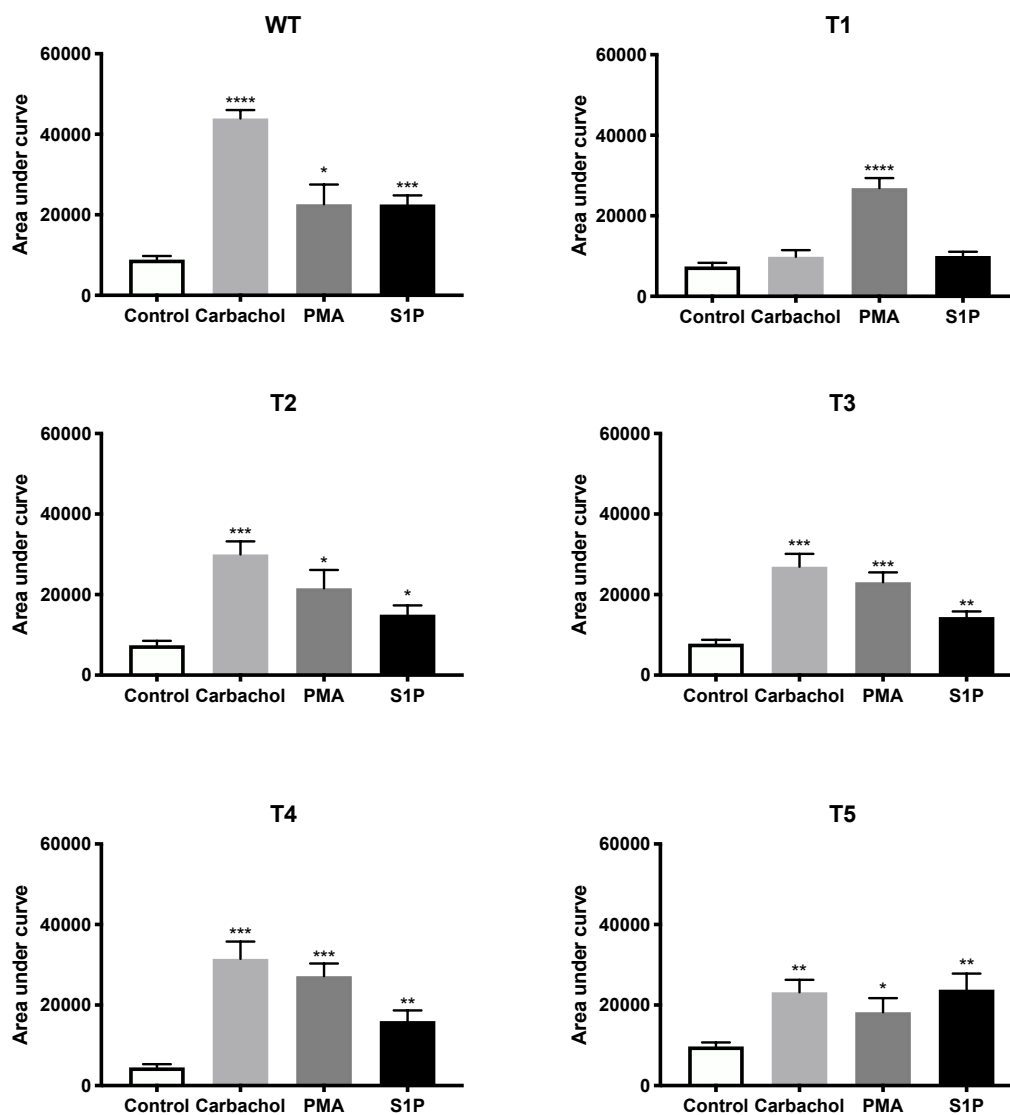 WT
60000
40000
20000
0
Area under curve
****
*
***
Control Carbachol PMA S1P
T1
60000
40000
20000
0
Area under curve
****
Control Carbachol PMA S1P
T2
60000
40000
20000
0
Area under curve
***
*
*
Control Carbachol PMA S1P
T3
60000
40000
20000
0
Area under curve
***
***
**
Control Carbachol PMA S1P
T4
60000
40000
20000
0
Area under curve
***
***
**
Control Carbachol PMA S1P
T5
60000
40000
20000
0
Area under curve
**
*
**
Control Carbachol PMA S1P